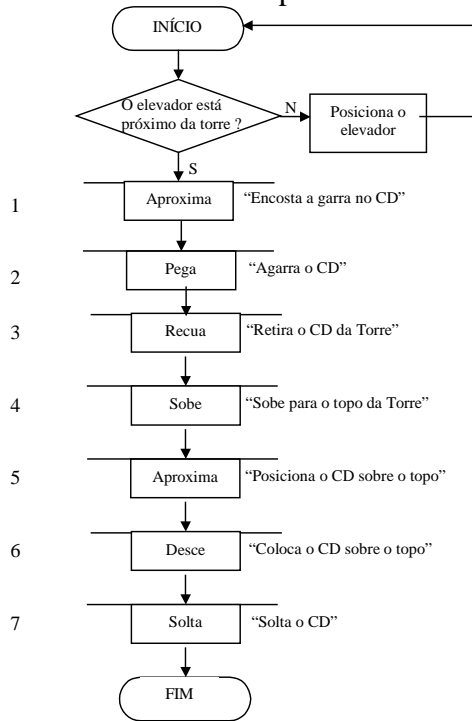 INÍCIO
O elevador está
próximo da torre ?
N
Posiciona o
elevador
S
1
Aproxima
“Encosta a garra no CD”
2
Pega
“Agarra o CD”
3
Recua
“Retira o CD da Torre”
4
Sobe
“Sobe para o topo da Torre”
5
Aproxima
“Posiciona o CD sobre o topo”
6
Desce
“Coloca o CD sobre o topo”
7
Solta
“Solta o CD”
FIM